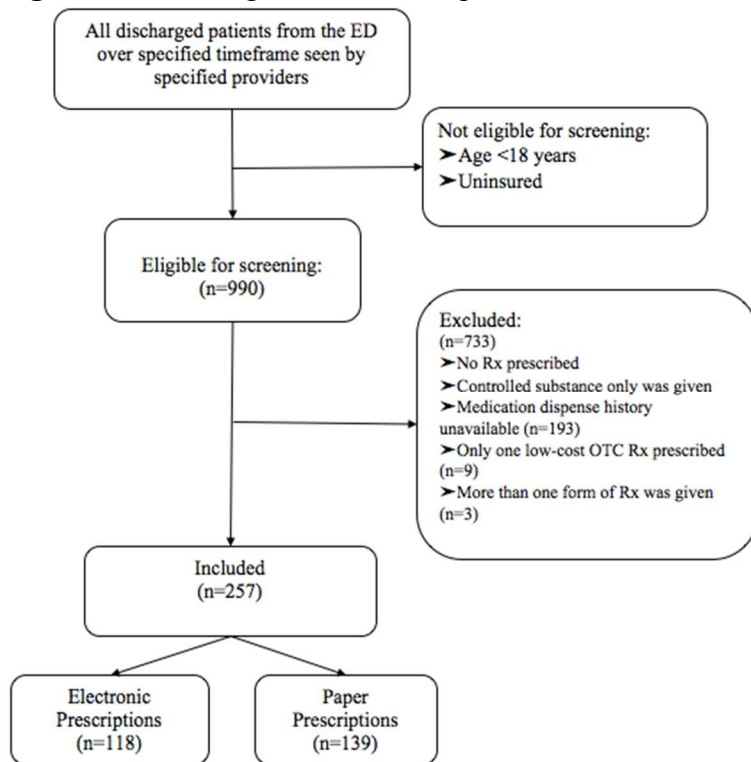 All discharged patients from the ED
over specified timeframe seen by
specified providers
Not eligible for screening:
➤Age <18 years
➤Uninsured
Eligible for screening:
(n=990)
Excluded:
(n=733)
➤No Rx prescribed
➤Controlled substance only was given
➤Medication dispense history
unavailable (n=193)
➤Only one low-cost OTC Rx prescribed
(n=9)
➤More than one form of Rx was given
(n=3)
Included
(n=257)
Electronic
Prescriptions
(n=118)
Paper
Prescriptions
(n=139)